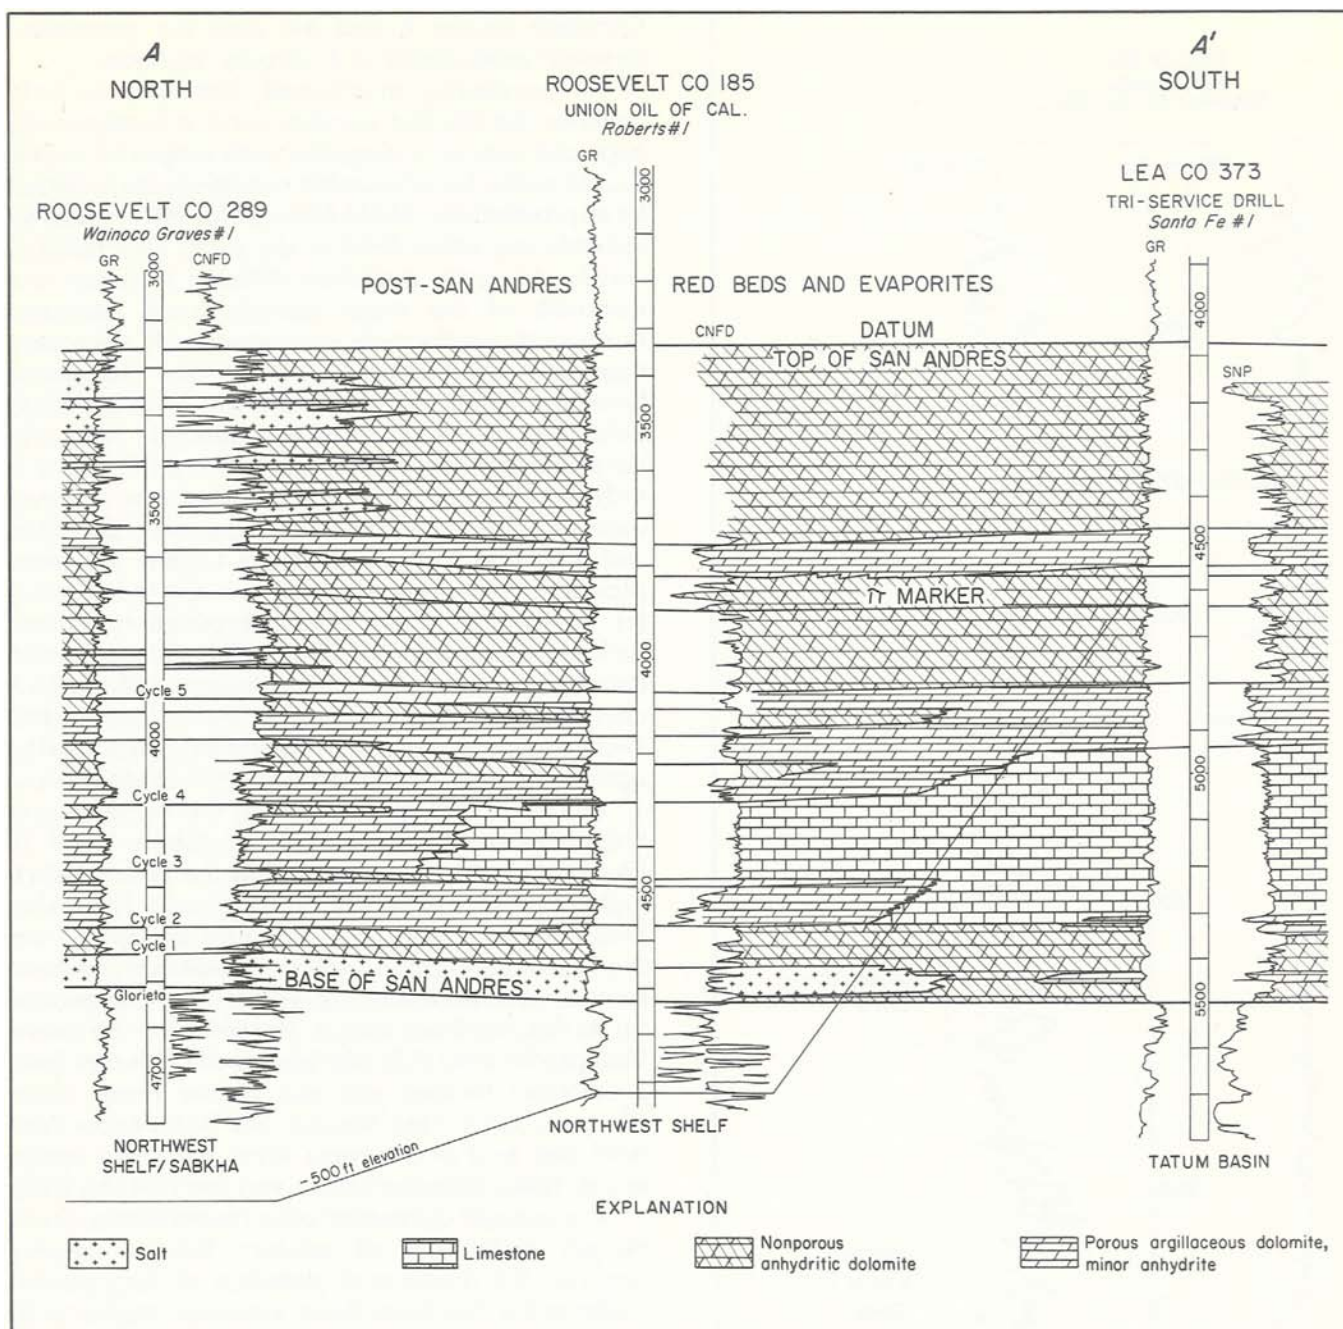 A
NORTH
A'
SOUTH
ROOSEVELT CO 185
UNION OIL OF CAL.
Roberts #1
GR
3000
LEA CO 373
TRI-SERVICE DRILL
Santa Fe #1
GR
ROOSEVELT CO 289
Wainoco Graves #1
GR
3000
CNFD
POST-SAN ANDRES
RED BEDS AND EVAPORITES
4000
CNFD
DATUM
TOP OF SAN ANDRES
SNP
3500
3500
4500
π MARKER
4000
Cycle 5
4000
5000
Cycle 4
Cycle 3
4500
Cycle 2
Cycle 1
BASE OF SAN ANDRES
Glorieta
5500
4700
NORTHWEST
SHELF/SABKHA
-500 ft elevation
NORTHWEST SHELF
TATUM BASIN
EXPLANATION
Salt
Limestone
Nonporous
anhydritic dolomite
Porous argillaceous dolomite,
minor anhydrite